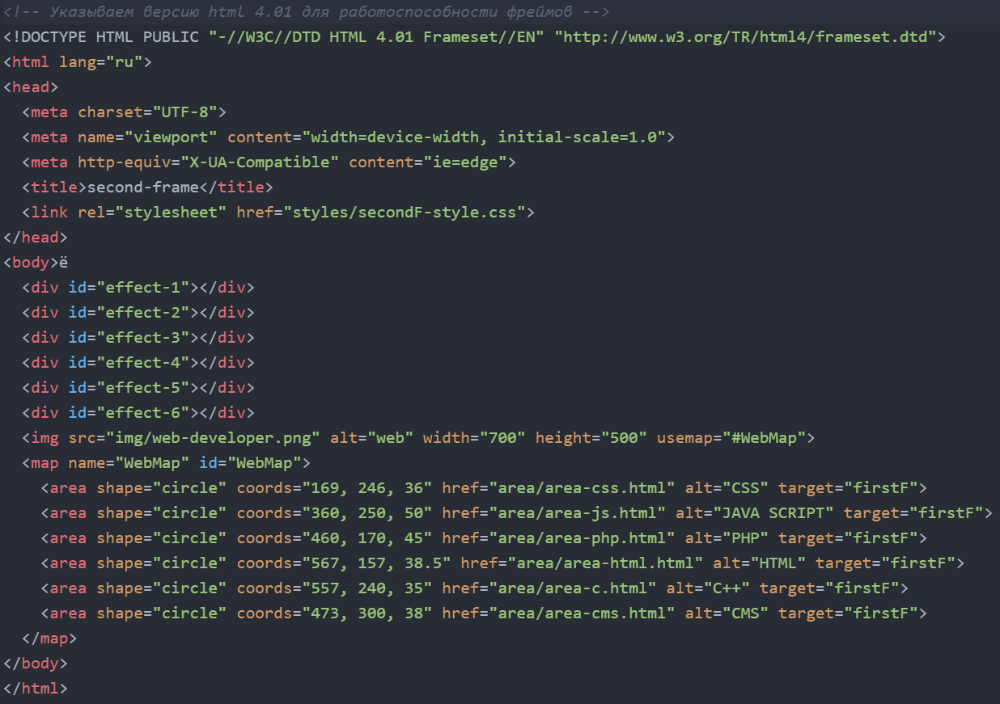 <!-- Указываем версию html 4.01 для работоспособности фреймов -->
<!DOCTYPE HTML PUBLIC "-//W3C//DTD HTML 4.01 Frameset//EN" "http://www.w3.org/TR/html4/frameset.dtd">
<html lang="ru">
<head>
  <meta charset="UTF-8">
  <meta name="viewport" content="width=device-width, initial-scale=1.0">
  <meta http-equiv="X-UA-Compatible" content="ie=edge">
  <title>second-frame</title>
  <link rel="stylesheet" href="styles/secondF-style.css">
</head>
<body>ё
  <div id="effect-1"></div>
  <div id="effect-2"></div>
  <div id="effect-3"></div>
  <div id="effect-4"></div>
  <div id="effect-5"></div>
  <div id="effect-6"></div>
  <img src="img/web-developer.png" alt="web" width="700" height="500" usemap="#WebMap">
  <map name="WebMap" id="WebMap">
    <area shape="circle" coords="169, 246, 36" href="area/area-css.html" alt="CSS" target="firstF">
    <area shape="circle" coords="360, 250, 50" href="area/area-js.html" alt="JAVA SCRIPT" target="firstF">
    <area shape="circle" coords="460, 170, 45" href="area/area-php.html" alt="PHP" target="firstF">
    <area shape="circle" coords="567, 157, 38.5" href="area/area-html.html" alt="HTML" target="firstF">
    <area shape="circle" coords="557, 240, 35" href="area/area-c.html" alt="C++" target="firstF">
    <area shape="circle" coords="473, 300, 38" href="area/area-cms.html" alt="CMS" target="firstF">
  </map>
</body>
</html>